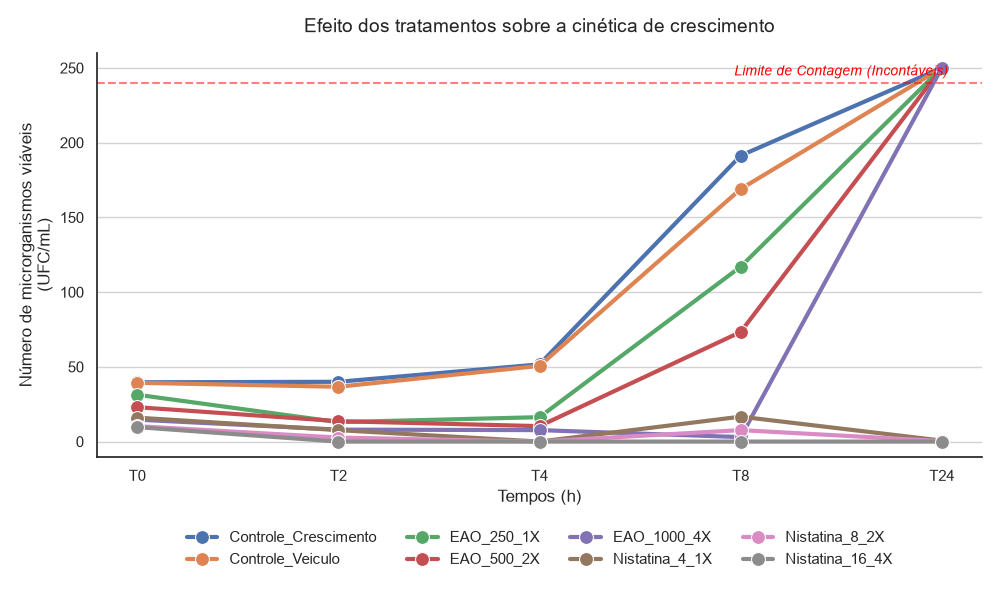 Efeito dos tratamentos sobre a cinética de crescimento
Número de microrganismos viáveis
(UFC/mL)
250
200
150
100
50
0
Limite de Contagem (Incontáveis)
T0
T2
T4
T8
T24
Tempos (h)
Controle_Crescimento
EAO_250_1X
EAO_1000_4X
Nistatina_8_2X
Controle_Veiculo
EAO_500_2X
Nistatina_4_1X
Nistatina_16_4X